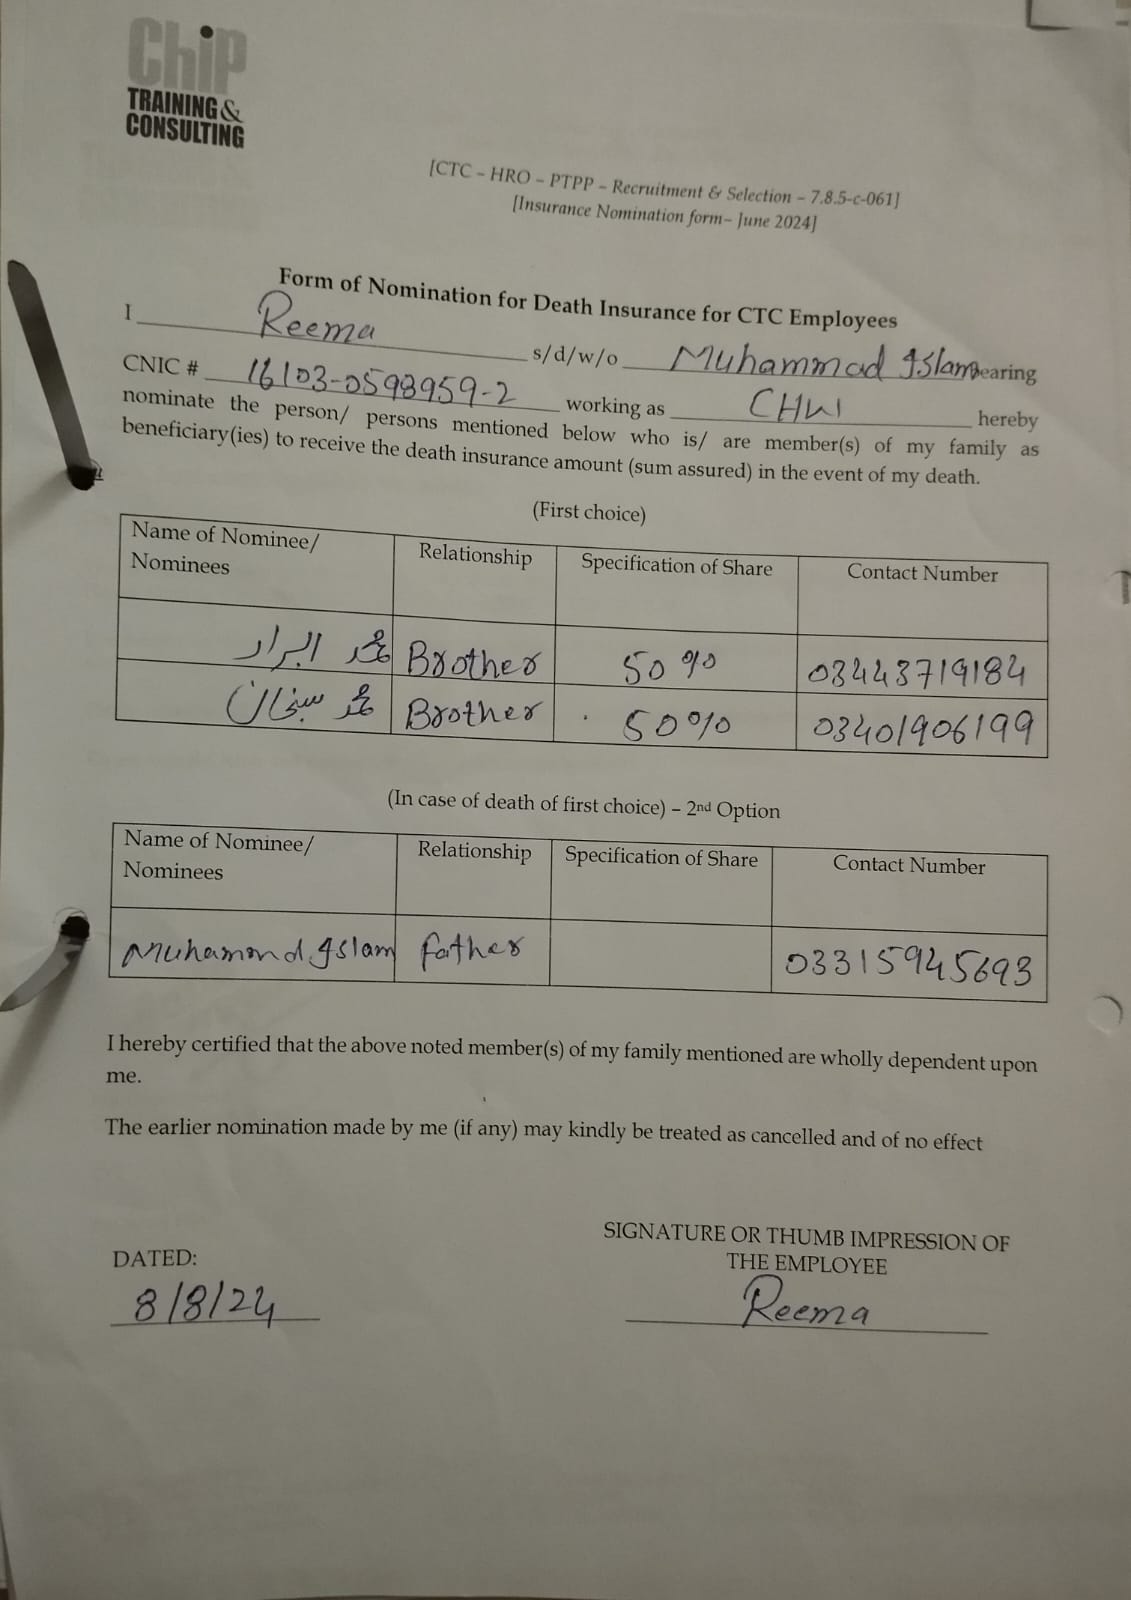 Chip
TRAINING &
CONSULTING
[CTC – HRO – PTPP – Recruitment & Selection – 7.8.5-c-061]
[Insurance Nomination form– June 2024]
Form of Nomination for Death Insurance for CTC Employees
I Reema s/d/w/o Muhammad Islam bearing
CNIC # 16103-0598959-2 working as CHW hereby
nominate the person/ persons mentioned below who is/ are member(s) of my family as
beneficiary(ies) to receive the death insurance amount (sum assured) in the event of my death.
(First choice)
Name of Nominee/ Nominees Relationship Specification of Share Contact Number
محمد ابرار Brother 50% 03443719184
محمد Brother 50% 03401906199
(In case of death of first choice) – 2nd Option
Name of Nominee/ Nominees Relationship Specification of Share Contact Number
Muhammad Islam father 03315945693
I hereby certified that the above noted member(s) of my family mentioned are wholly dependent upon
me.
The earlier nomination made by me (if any) may kindly be treated as cancelled and of no effect
SIGNATURE OR THUMB IMPRESSION OF
THE EMPLOYEE
DATED:
8/8/24 Reema